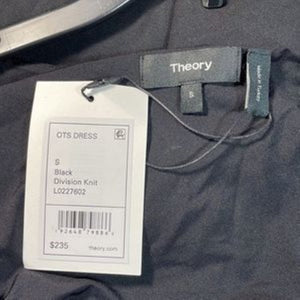 Theory
S
Made in Turkey
OTS DRESS
S
Black
Division Knit
L0227602
$235
theory.com